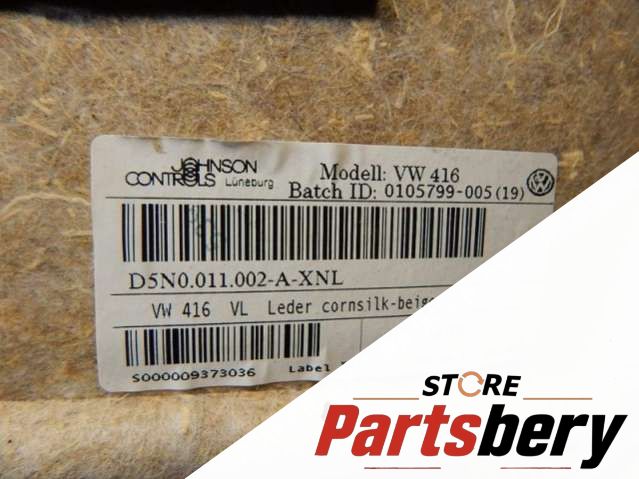 JOHNSON
CONTROLS Lüneburg
Modell: VW 416
Batch ID: 0105799-005(19)
D5N0.011.002-A-XNL
VW 416 VL Leder cornsilk-beige
S000009373036
Label
STORE
Partsbery